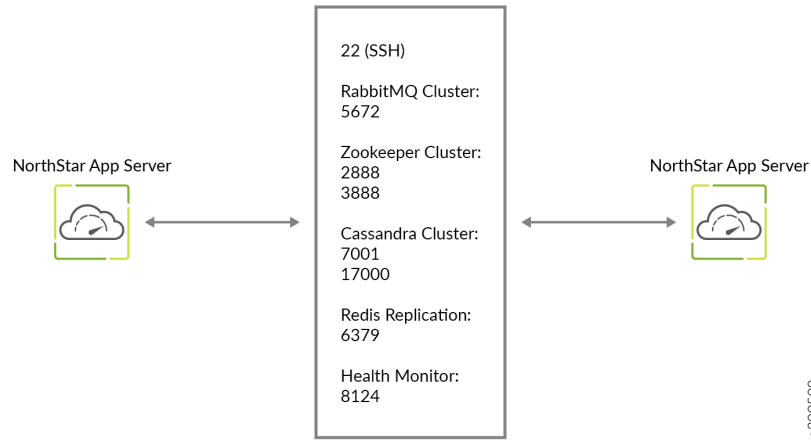 22 (SSH)
RabbitMQ Cluster:
5672
Zookeeper Cluster:
2888
3888
NorthStar App Server
NorthStar App Server
Cassandra Cluster:
7001
17000
Redis Replication:
6379
Health Monitor:
8124